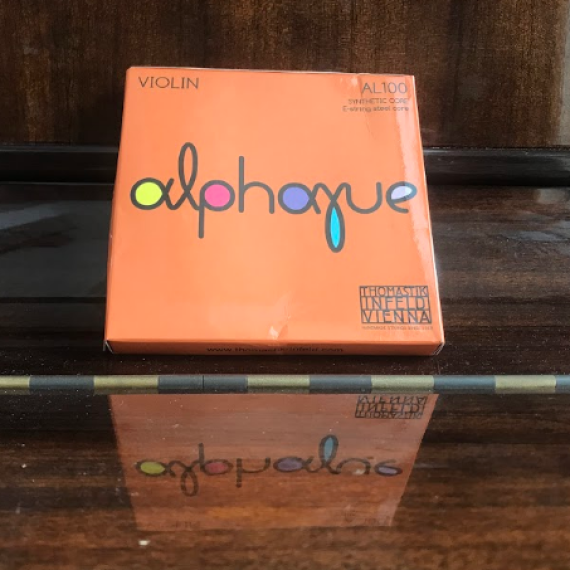 VIOLIN
AL100
SYNTHETIC CORE
E-string steel core
alphayue
THOMASTIK
INFELD
VIENNA